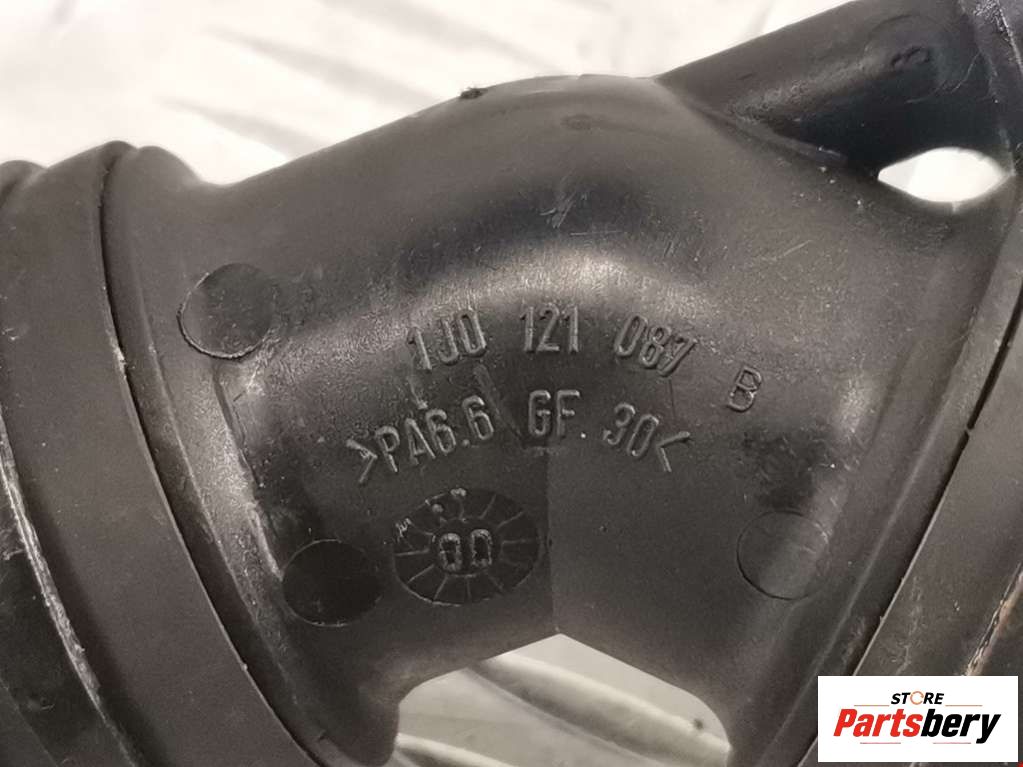 1J0 121 087 B
>PA6.6 GF 30<
00
STORE
Partsbery